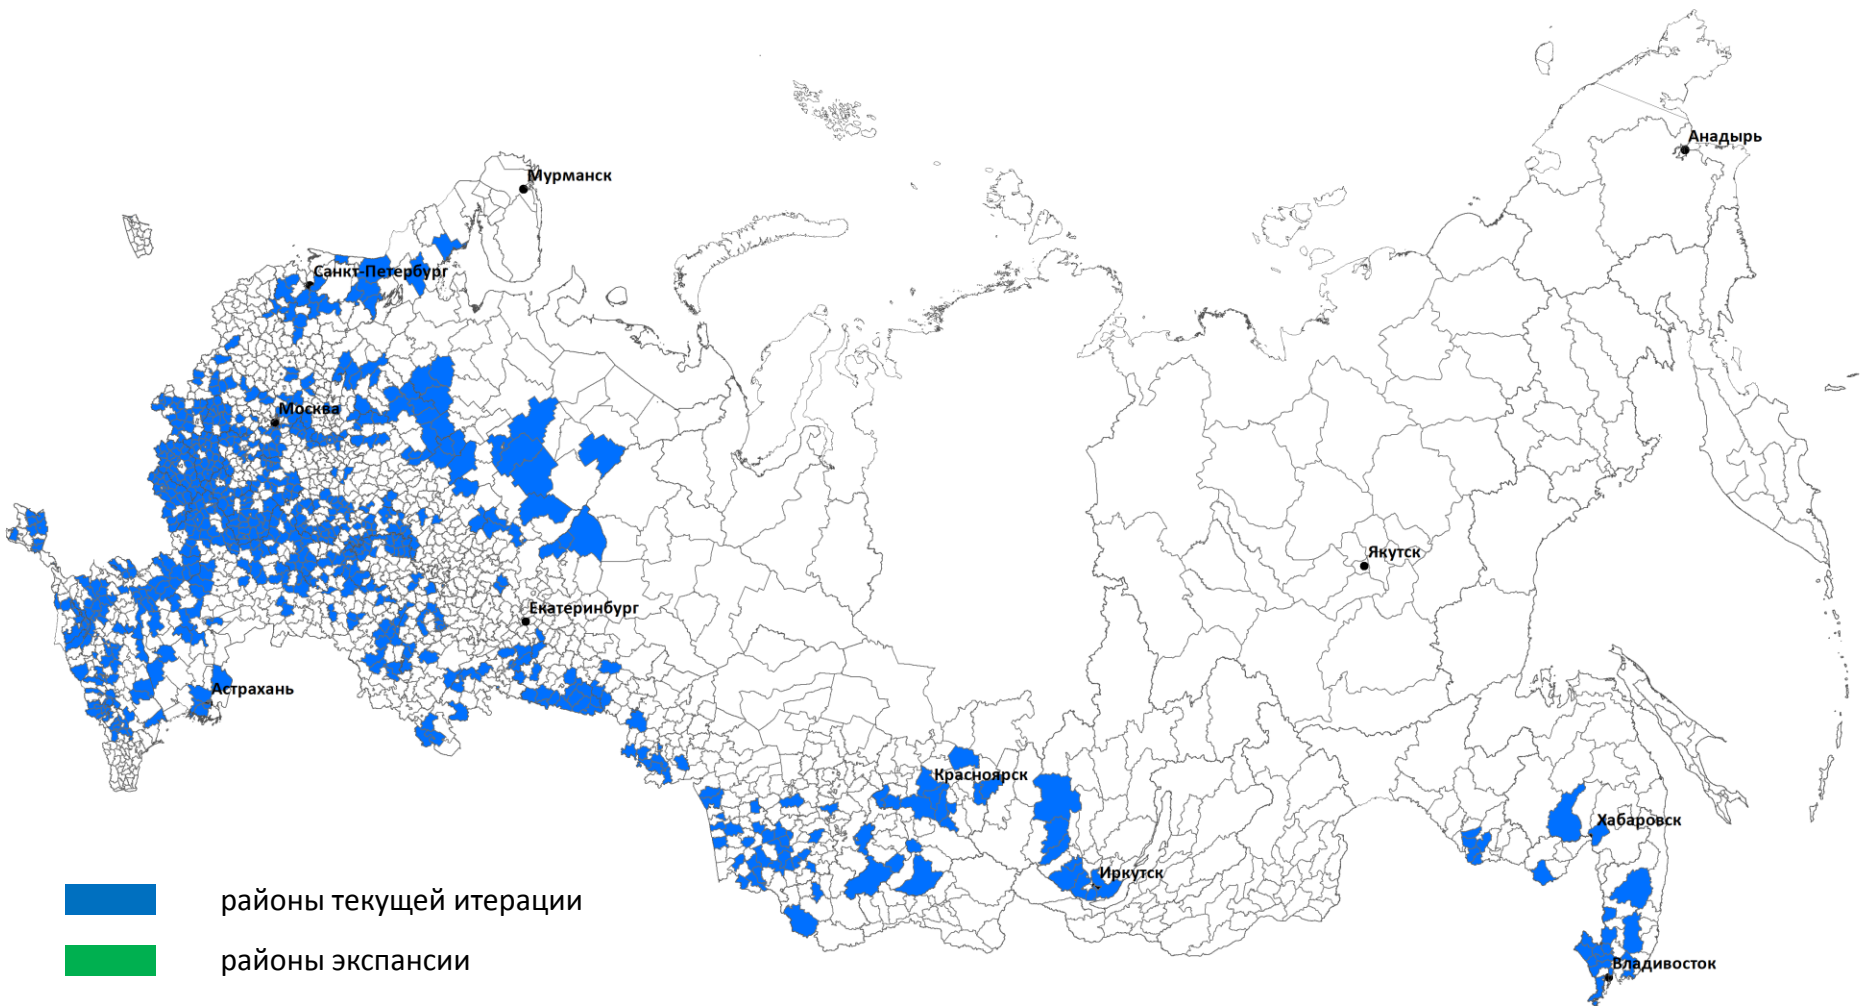 Анадырь
Мурманск
Санкт-Петербург
Москва
Якутск
Екатеринбург
Астрахань
Красноярск
Хабаровск
Иркутск
Владивосток
районы текущей итерации
районы экспансии